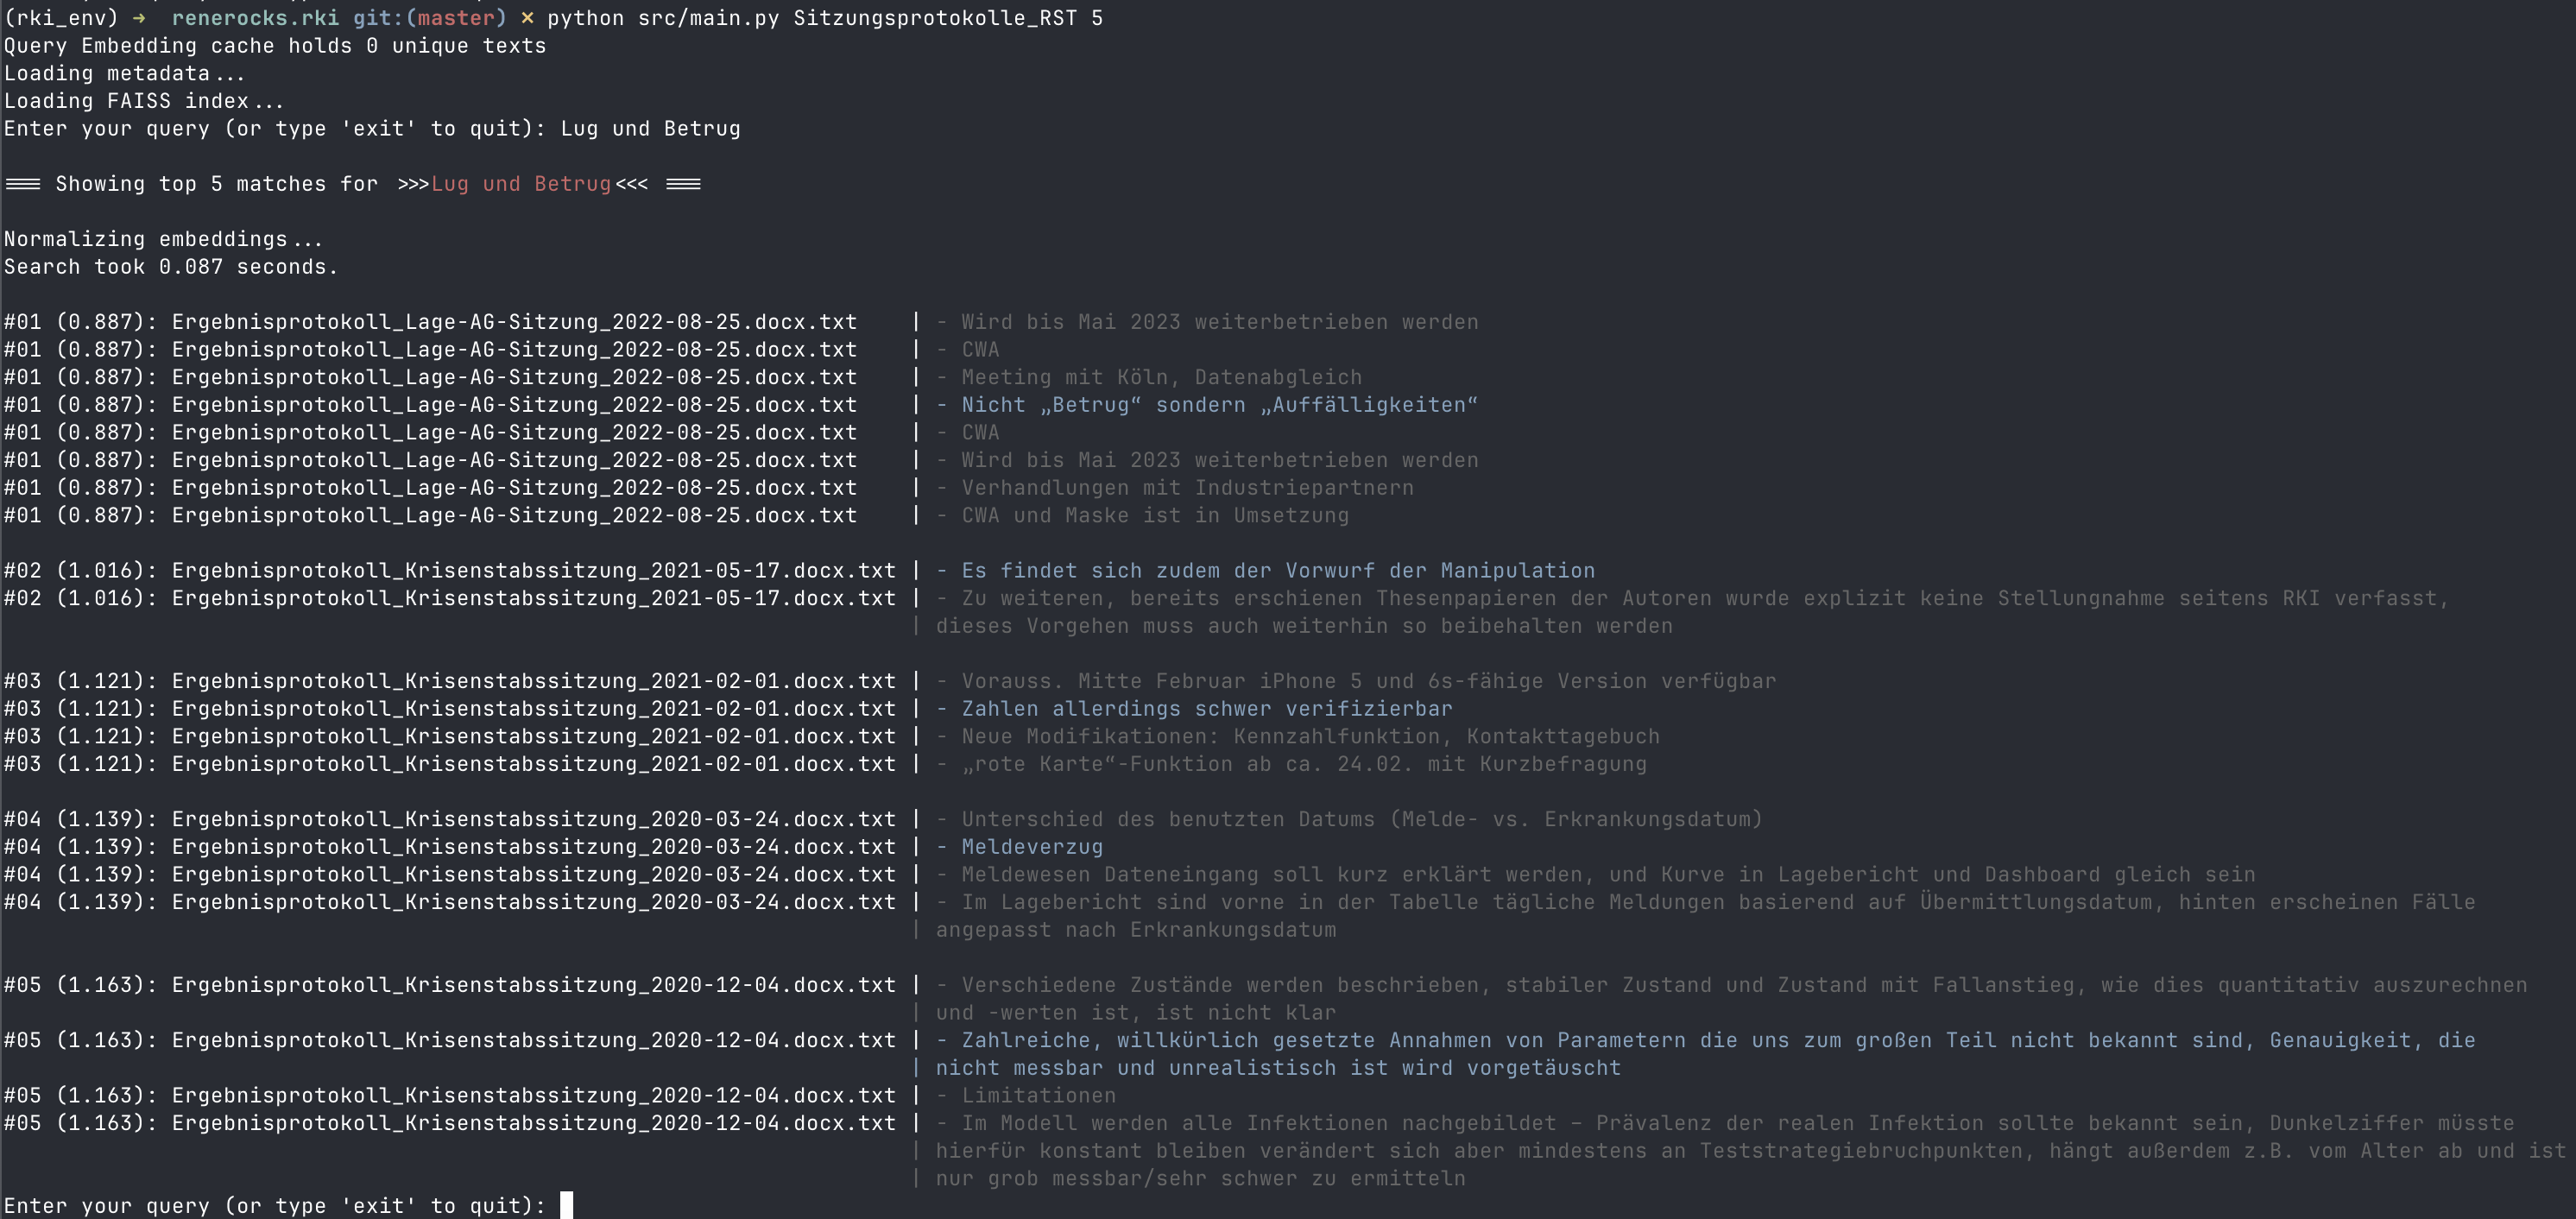 (rki_env) → renerocks.rki git:(master) ✗ python src/main.py Sitzungsprotokolle_RST 5
Query Embedding cache holds 0 unique texts
Loading metadata...
Loading FAISS index...
Enter your query (or type 'exit' to quit): Lug und Betrug
=== Showing top 5 matches for >>>Lug und Betrug<<< ===
Normalizing embeddings...
Search took 0.087 seconds.
#01 (0.887): Ergebnisprotokoll_Lage-AG-Sitzung_2022-08-25.docx.txt | - Wird bis Mai 2023 weiterbetrieben werden
#01 (0.887): Ergebnisprotokoll_Lage-AG-Sitzung_2022-08-25.docx.txt | - CWA
#01 (0.887): Ergebnisprotokoll_Lage-AG-Sitzung_2022-08-25.docx.txt | - Meeting mit Köln, Datenabgleich
#01 (0.887): Ergebnisprotokoll_Lage-AG-Sitzung_2022-08-25.docx.txt | - Nicht „Betrug“ sondern „Auffälligkeiten“
#01 (0.887): Ergebnisprotokoll_Lage-AG-Sitzung_2022-08-25.docx.txt | - CWA
#01 (0.887): Ergebnisprotokoll_Lage-AG-Sitzung_2022-08-25.docx.txt | - Wird bis Mai 2023 weiterbetrieben werden
#01 (0.887): Ergebnisprotokoll_Lage-AG-Sitzung_2022-08-25.docx.txt | - Verhandlungen mit Industriepartnern
#01 (0.887): Ergebnisprotokoll_Lage-AG-Sitzung_2022-08-25.docx.txt | - CWA und Maske ist in Umsetzung
#02 (1.016): Ergebnisprotokoll_Krisenstabssitzung_2021-05-17.docx.txt | - Es findet sich zudem der Vorwurf der Manipulation
#02 (1.016): Ergebnisprotokoll_Krisenstabssitzung_2021-05-17.docx.txt | - Zu weiteren, bereits erschienen Thesenpapieren der Autoren wurde explizit keine Stellungnahme seitens RKI verfasst,
| dieses Vorgehen muss auch weiterhin so beibehalten werden
#03 (1.121): Ergebnisprotokoll_Krisenstabssitzung_2021-02-01.docx.txt | - Vorauss. Mitte Februar iPhone 5 und 6s-fähige Version verfügbar
#03 (1.121): Ergebnisprotokoll_Krisenstabssitzung_2021-02-01.docx.txt | - Zahlen allerdings schwer verifizierbar
#03 (1.121): Ergebnisprotokoll_Krisenstabssitzung_2021-02-01.docx.txt | - Neue Modifikationen: Kennzahlfunktion, Kontakttagebuch
#03 (1.121): Ergebnisprotokoll_Krisenstabssitzung_2021-02-01.docx.txt | - „rote Karte“-Funktion ab ca. 24.02. mit Kurzbefragung
#04 (1.139): Ergebnisprotokoll_Krisenstabssitzung_2020-03-24.docx.txt | - Unterschied des benutzten Datums (Melde- vs. Erkrankungsdatum)
#04 (1.139): Ergebnisprotokoll_Krisenstabssitzung_2020-03-24.docx.txt | - Meldeverzug
#04 (1.139): Ergebnisprotokoll_Krisenstabssitzung_2020-03-24.docx.txt | - Meldewesen Dateneingang soll kurz erklärt werden, und Kurve in Lagebericht und Dashboard gleich sein
#04 (1.139): Ergebnisprotokoll_Krisenstabssitzung_2020-03-24.docx.txt | - Im Lagebericht sind vorne in der Tabelle tägliche Meldungen basierend auf Übermittlungsdatum, hinten erscheinen Fälle
| angepasst nach Erkrankungsdatum
#05 (1.163): Ergebnisprotokoll_Krisenstabssitzung_2020-12-04.docx.txt | - Verschiedene Zustände werden beschrieben, stabiler Zustand und Zustand mit Fallanstieg, wie dies quantitativ auszurechnen
| und -werten ist, ist nicht klar
#05 (1.163): Ergebnisprotokoll_Krisenstabssitzung_2020-12-04.docx.txt | - Zahlreiche, willkürlich gesetzte Annahmen von Parametern die uns zum großen Teil nicht bekannt sind, Genauigkeit, die
| nicht messbar und unrealistisch ist wird vorgetäuscht
#05 (1.163): Ergebnisprotokoll_Krisenstabssitzung_2020-12-04.docx.txt | - Limitationen
#05 (1.163): Ergebnisprotokoll_Krisenstabssitzung_2020-12-04.docx.txt | - Im Modell werden alle Infektionen nachgebildet – Prävalenz der realen Infektion sollte bekannt sein, Dunkelziffer müsste
| hierfür konstant bleiben verändert sich aber mindestens an Teststrategiebruchpunkten, hängt außerdem z.B. vom Alter ab und ist
| nur grob messbar/sehr schwer zu ermitteln
Enter your query (or type 'exit' to quit):